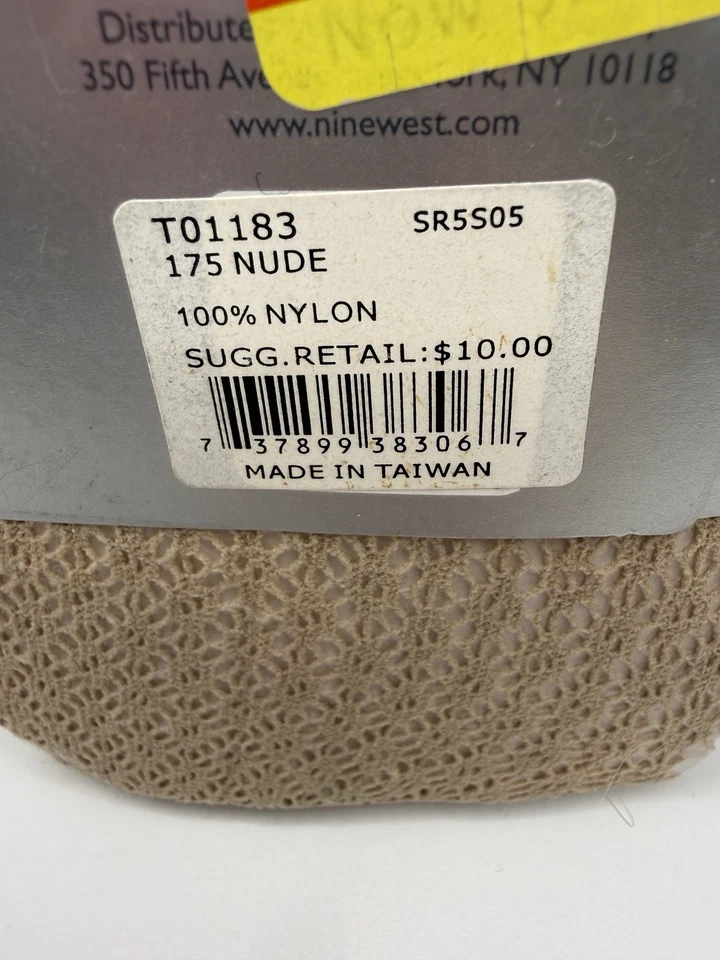 Distribute
350 Fifth Ave York, NY 10118
www.ninewest.com
T01183 SR5S05
175 NUDE
100% NYLON
SUGG.RETAIL:$10.00
7 37899 38306 7
MADE IN TAIWAN